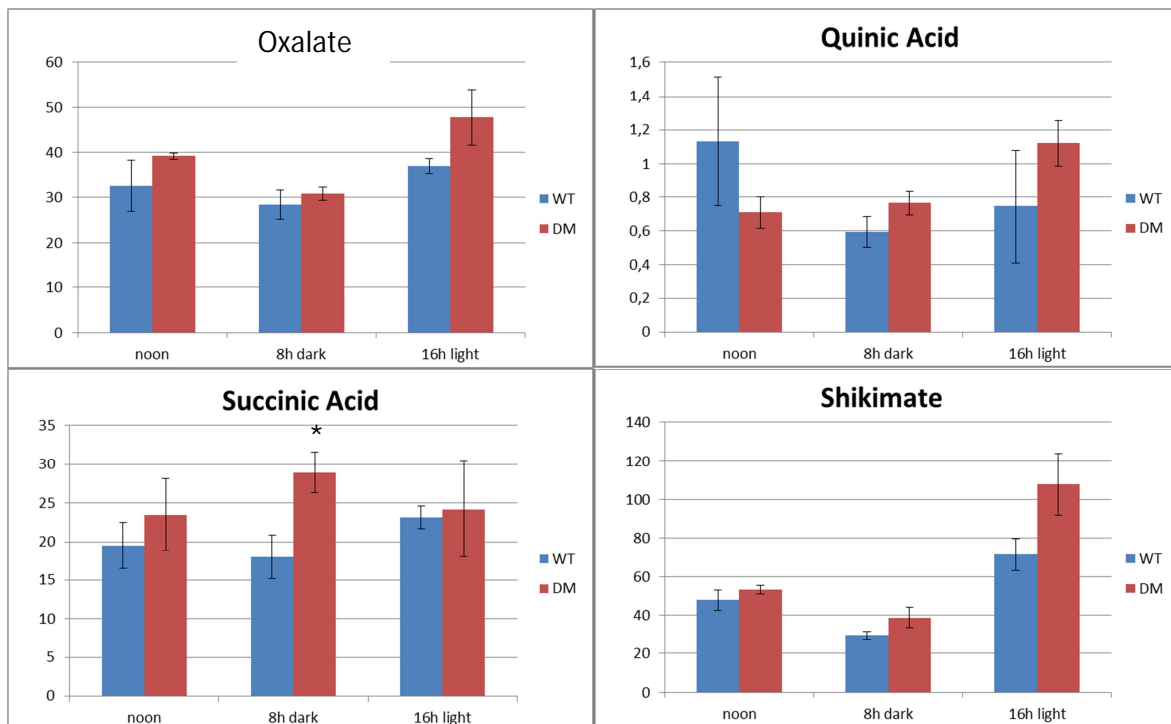 Oxalate
60
50
40
30
20
10
0
noon 8h dark 16h light
WT
DM
Quinic Acid
1,6
1,4
1,2
1
0,8
0,6
0,4
0,2
0
noon 8h dark 16h light
WT
DM
Succinic Acid
35
*
30
25
20
15
10
5
0
noon 8h dark 16h light
WT
DM
Shikimate
140
120
100
80
60
40
20
0
noon 8h dark 16h light
WT
DM